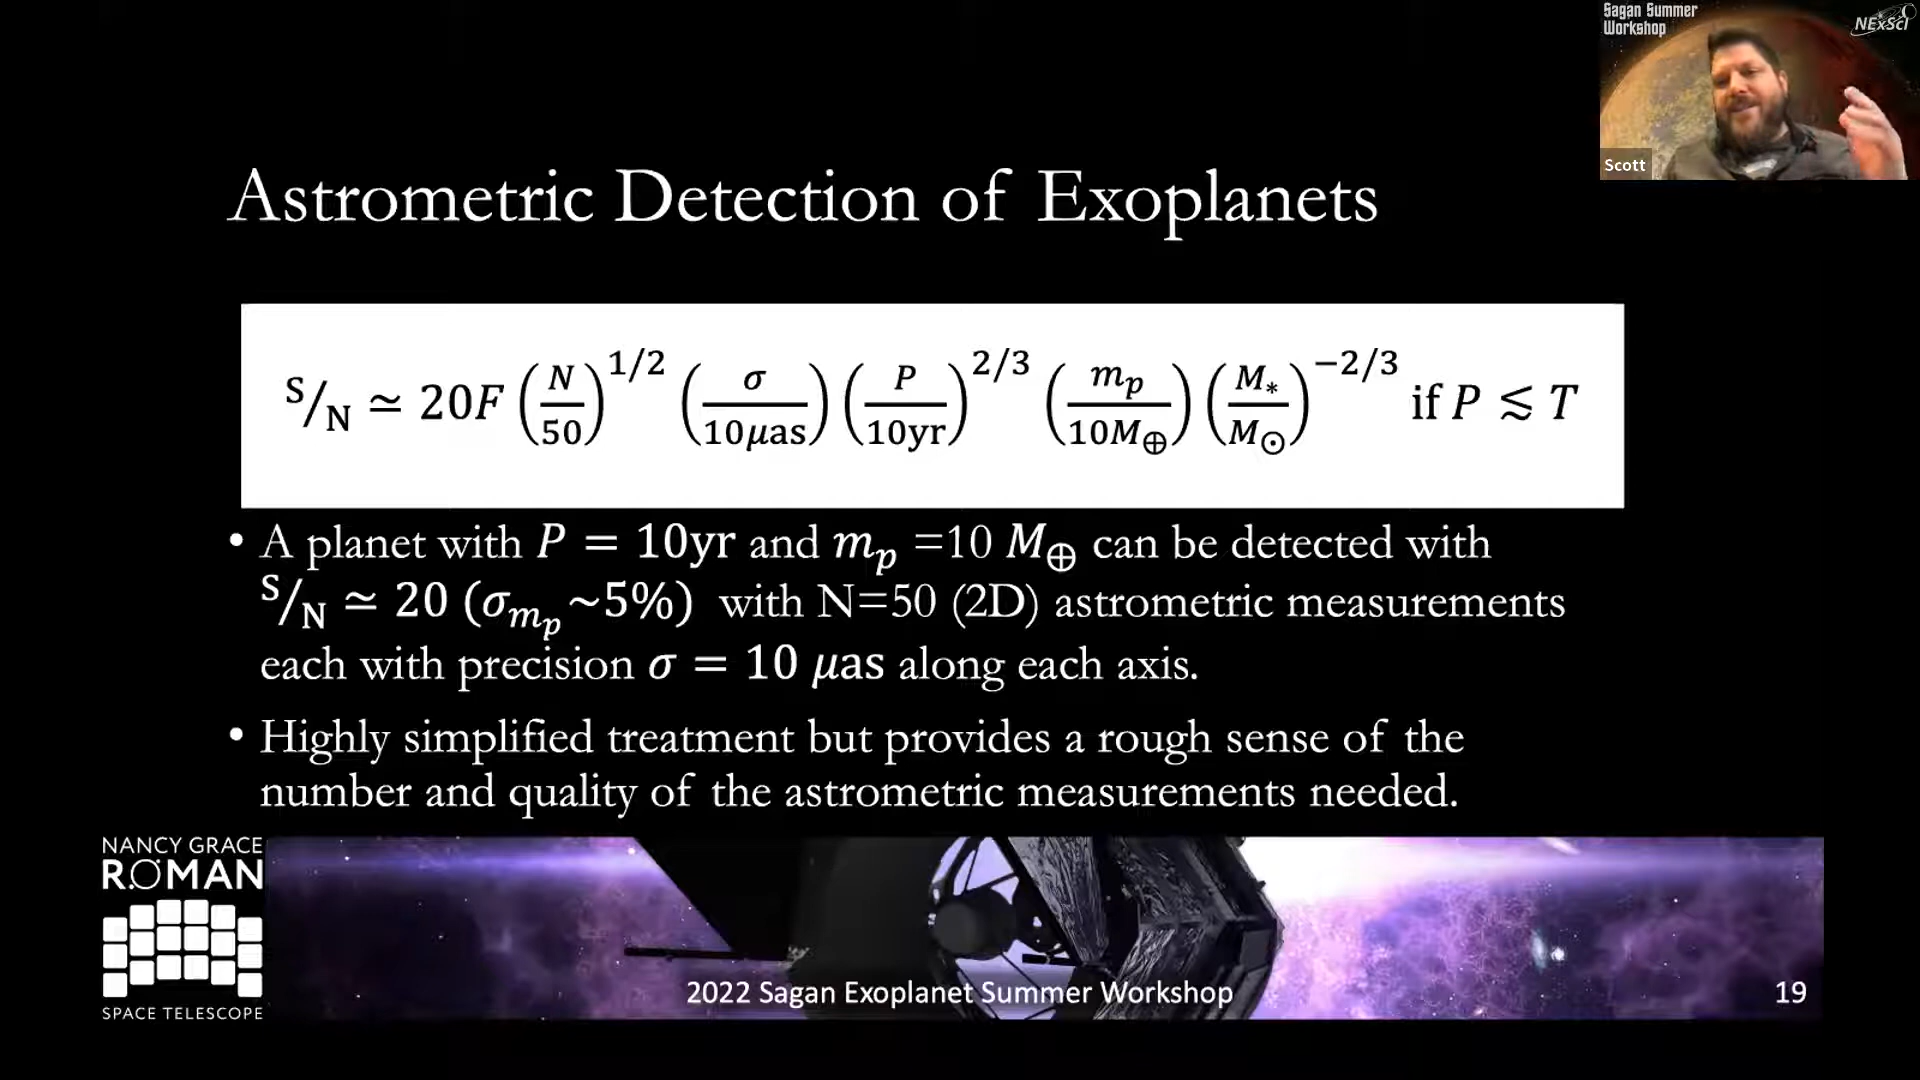 Sagan Summer
Workshop
NExScI
Scott
Astrometric Detection of Exoplanets
S/N ≃ 20F (N/50)^1/2 (σ/10μas) (P/10yr)^2/3 (m_p/10M⊕) (M_*/M_⊙)^−2/3 if P ≲ T
• A planet with P = 10yr and m_p =10 M⊕ can be detected with
S/N ≃ 20 (σ_m_p ~5%) with N=50 (2D) astrometric measurements
each with precision σ = 10 μas along each axis.
• Highly simplified treatment but provides a rough sense of the
number and quality of the astrometric measurements needed.
NANCY GRACE
ROMAN
SPACE TELESCOPE
2022 Sagan Exoplanet Summer Workshop
19